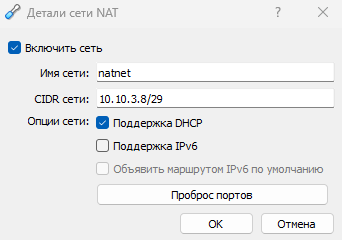 Детали сети NAT
Включить сеть
Имя сети: natnet
CIDR сети: 10.10.3.8/29
Опции сети: Поддержка DHCP
Поддержка IPv6
Объявить маршрутом IPv6 по умолчанию
Проброс портов
OK Отмена